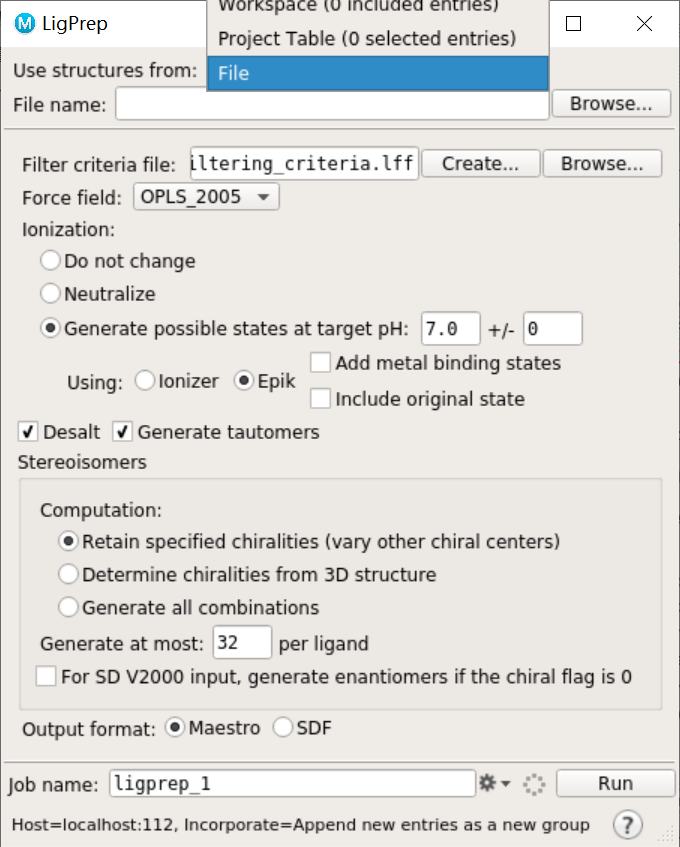 Workspace (0 included entries)
LigPrep
Project Table (0 selected entries)
Use structures from: File
File name: Browse...
Filter criteria file: iltering_criteria.lff Create... Browse...
Force field: OPLS_2005
Ionization:
Do not change
Neutralize
Generate possible states at target pH: 7.0 +/- 0
Add metal binding states
Using: Ionizer Epik
Include original state
Desalt Generate tautomers
Stereoisomers
Computation:
Retain specified chiralities (vary other chiral centers)
Determine chiralities from 3D structure
Generate all combinations
Generate at most: 32 per ligand
For SD V2000 input, generate enantiomers if the chiral flag is 0
Output format: Maestro SDF
Job name: ligprep_1 Run
Host=localhost:112, Incorporate=Append new entries as a new group ?